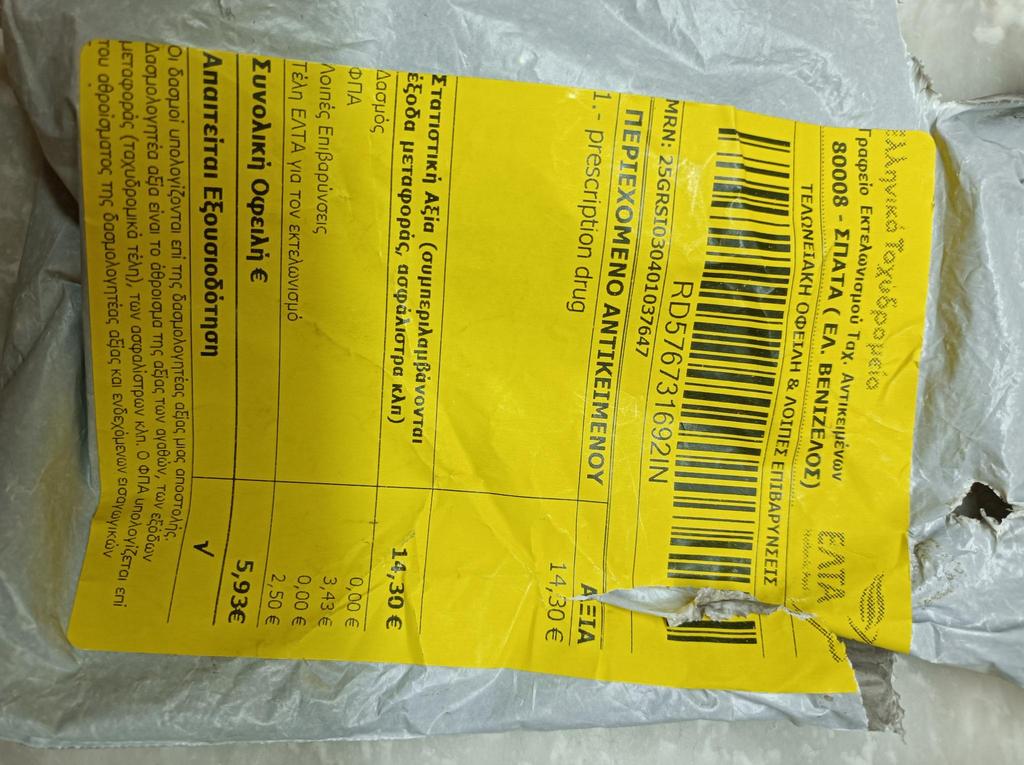 Ελληνικά Ταχυδρομεία
ΕΛΤΑ
Γραφείο Εκτελωνισμού Ταχ. Αντικειμένων
80008 - ΣΠΑΤΑ ( ΕΛ. ΒΕΝΙΖΕΛΟΣ)
ΤΕΛΩΝΕΙΑΚΗ ΟΦΕΙΛΗ & ΛΟΙΠΕΣ ΕΠΙΒΑΡΥΝΣΕΙΣ
RD576731692IN
MRN: 25GRSI030401037647
ΠΕΡΙΕΧΟΜΕΝΟ ΑΝΤΙΚΕΙΜΕΝΟΥ ΑΞΙΑ
1.- prescription drug 14,30 €
Στατιστική Αξία (συμπεριλαμβάνονται
έξοδα μεταφοράς, ασφάλιστρα κλπ) 14,30 €
Δασμός 0,00 €
ΦΠΑ 3,43 €
Λοιπές Επιβαρύνσεις 0,00 €
Τέλη ΕΛΤΑ για τον εκτελωνισμό 2,50 €
Συνολική Οφειλή € 5,93€
Απαιτείται Εξουσιοδότηση √
Οι δασμοί υπολογίζονται επί της δασμολογητέας αξίας μιας αποστολής.
Δασμολογητέα αξία είναι το άθροισμα της αξίας των αγαθών, των εξόδων
μεταφοράς (ταχυδρομικά τέλη), των ασφαλίστρων κλπ. Ο ΦΠΑ υπολογίζεται επί
του αθροίσματος της δασμολογητέας αξίας και ενδεχόμενων εισαγωγικών